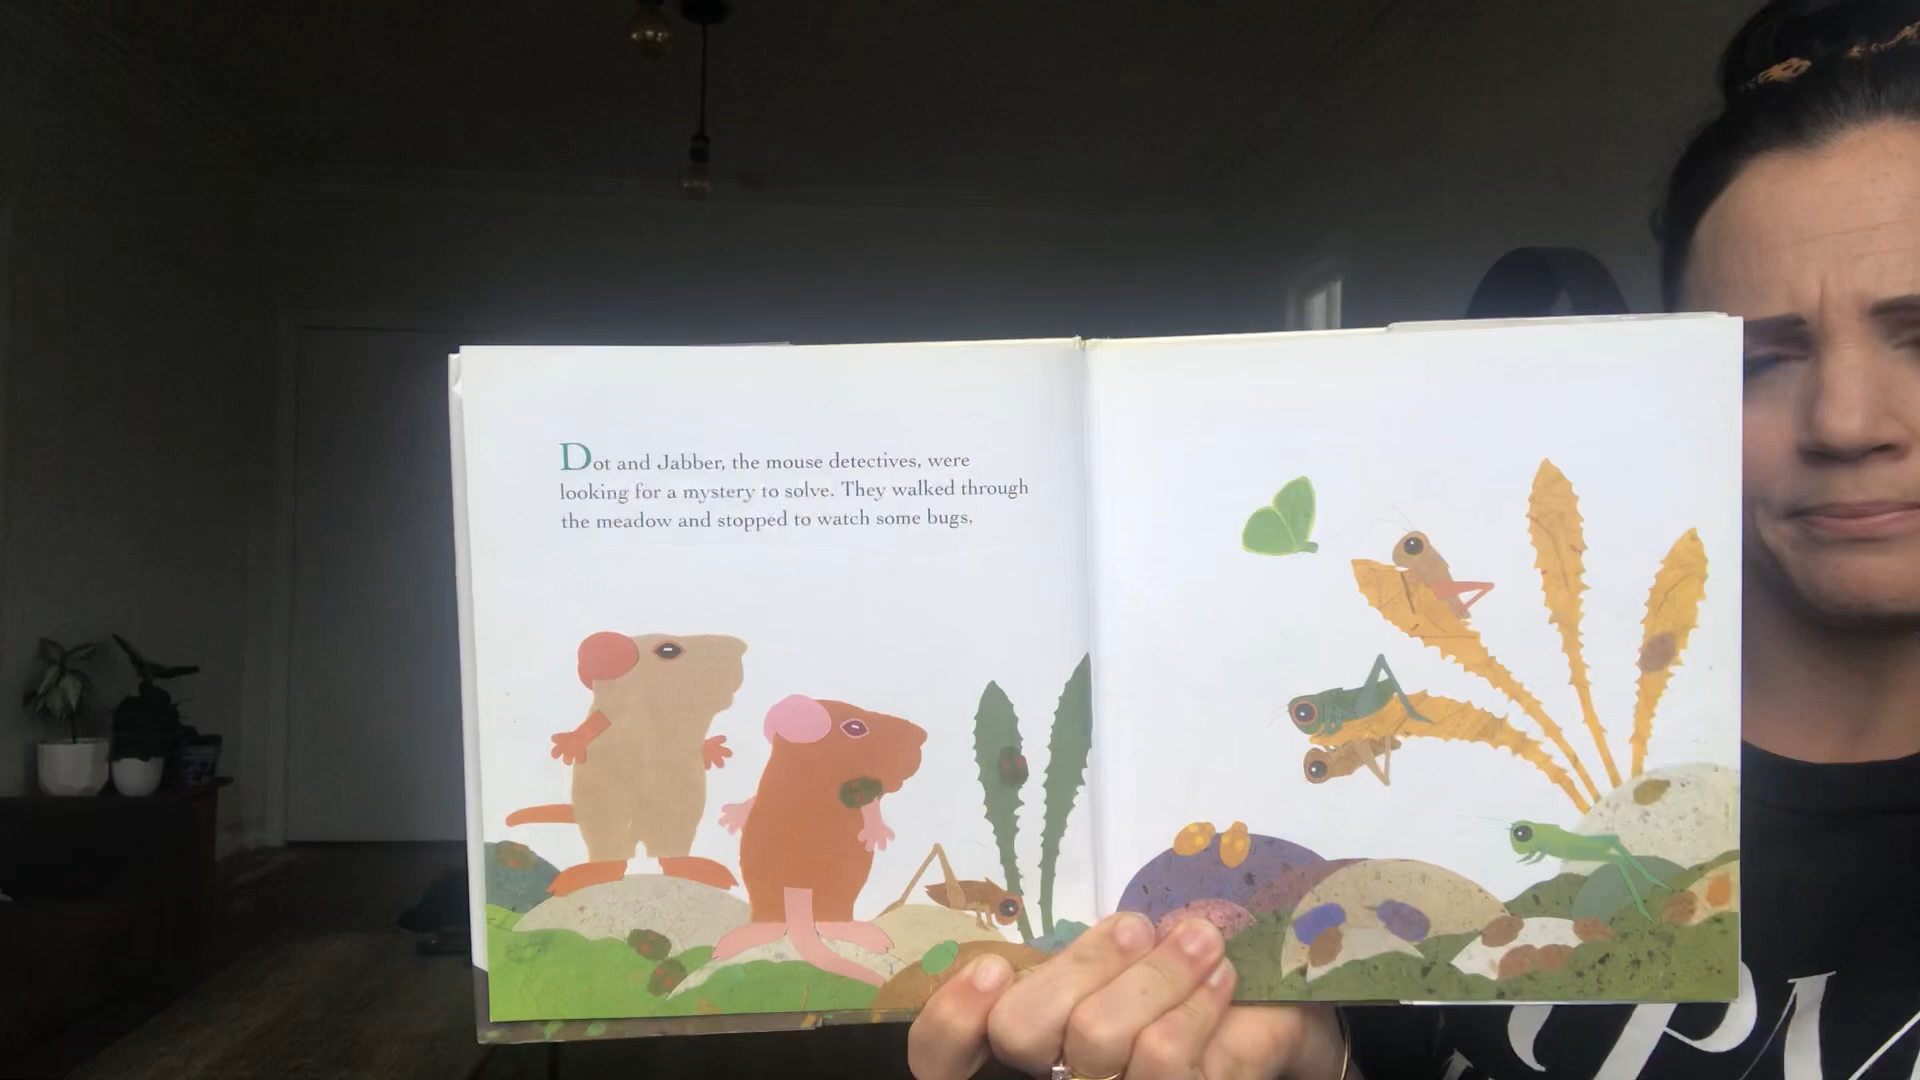 Dot and Jabber, the mouse detectives, were
looking for a mystery to solve. They walked through
the meadow and stopped to watch some bugs.